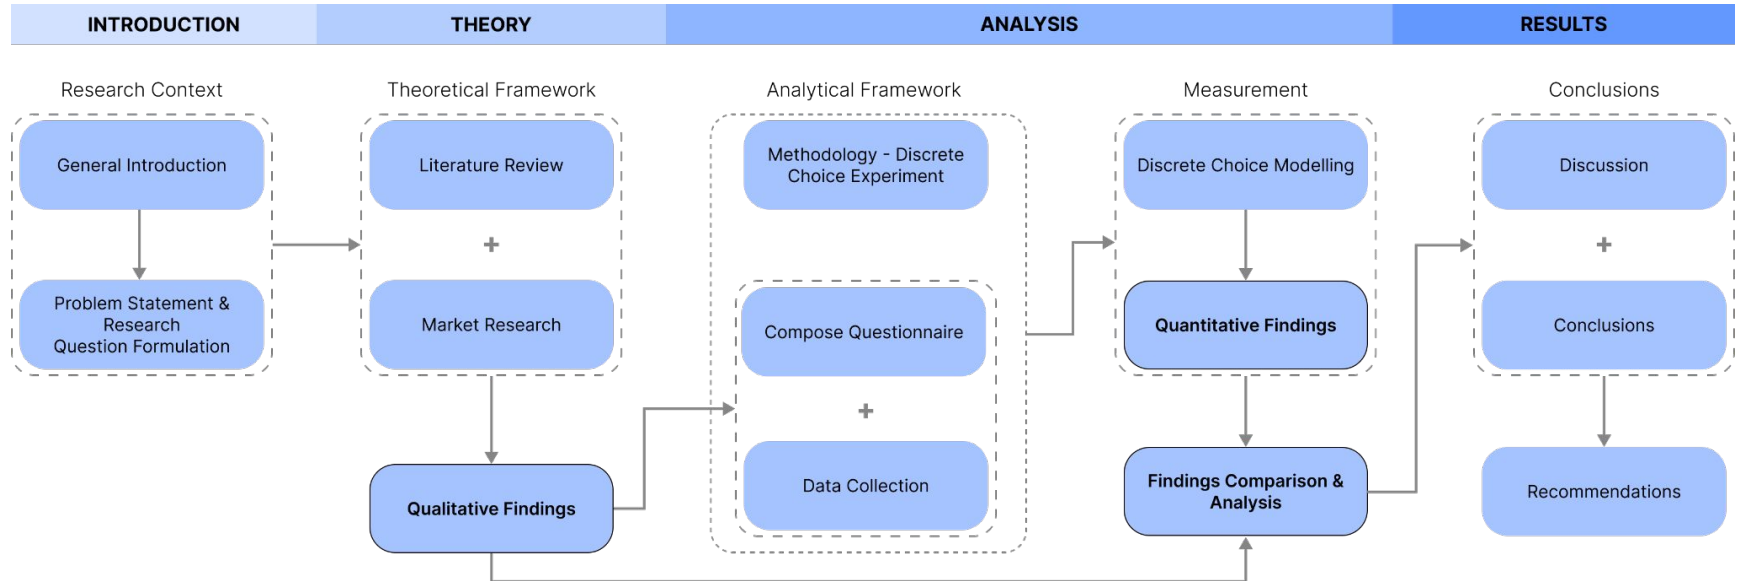 INTRODUCTION
THEORY
ANALYSIS
RESULTS
Research Context
General Introduction
Problem Statement &
Research
Question Formulation
Theoretical Framework
Literature Review
+
Market Research
Qualitative Findings
Analytical Framework
Methodology - Discrete
Choice Experiment
Compose Questionnaire
+
Data Collection
Measurement
Discrete Choice Modelling
Quantitative Findings
Findings Comparison &
Analysis
Conclusions
Discussion
+
Conclusions
Recommendations